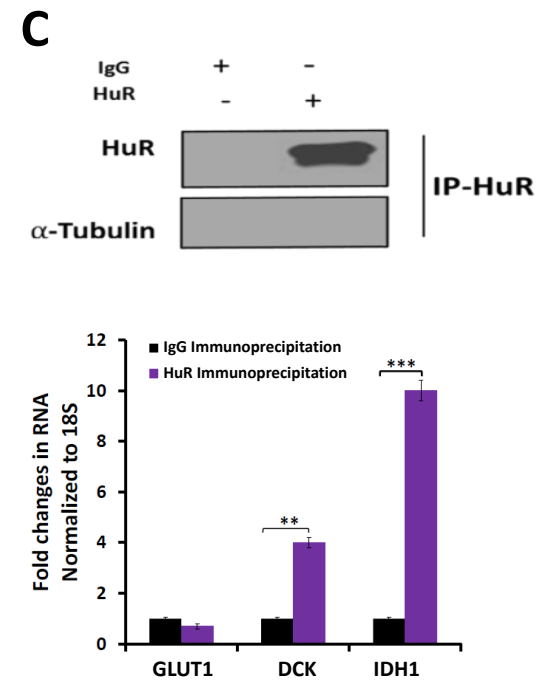 C
IgG + -
HuR - +
HuR
α-Tubulin
IP-HuR
12
10
8
6
4
2
0
Fold changes in RNA
Normalized to 18S
IgG Immunoprecipitation
HuR Immunoprecipitation
**
***
GLUT1 DCK IDH1